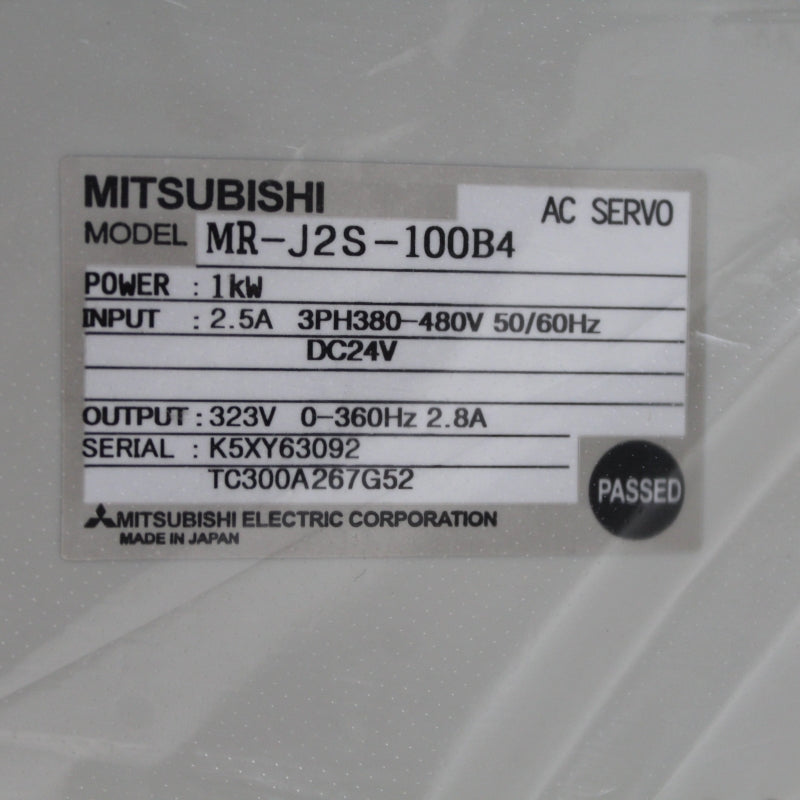 MITSUBISHI
AC SERVO
MODEL MR-J2S-100B4
POWER : 1kW
INPUT : 2.5A 3PH380-480V 50/60Hz
DC24V
OUTPUT : 323V 0-360Hz 2.8A
SERIAL : K5XY63092
TC300A267G52
PASSED
MITSUBISHI ELECTRIC CORPORATION
MADE IN JAPAN